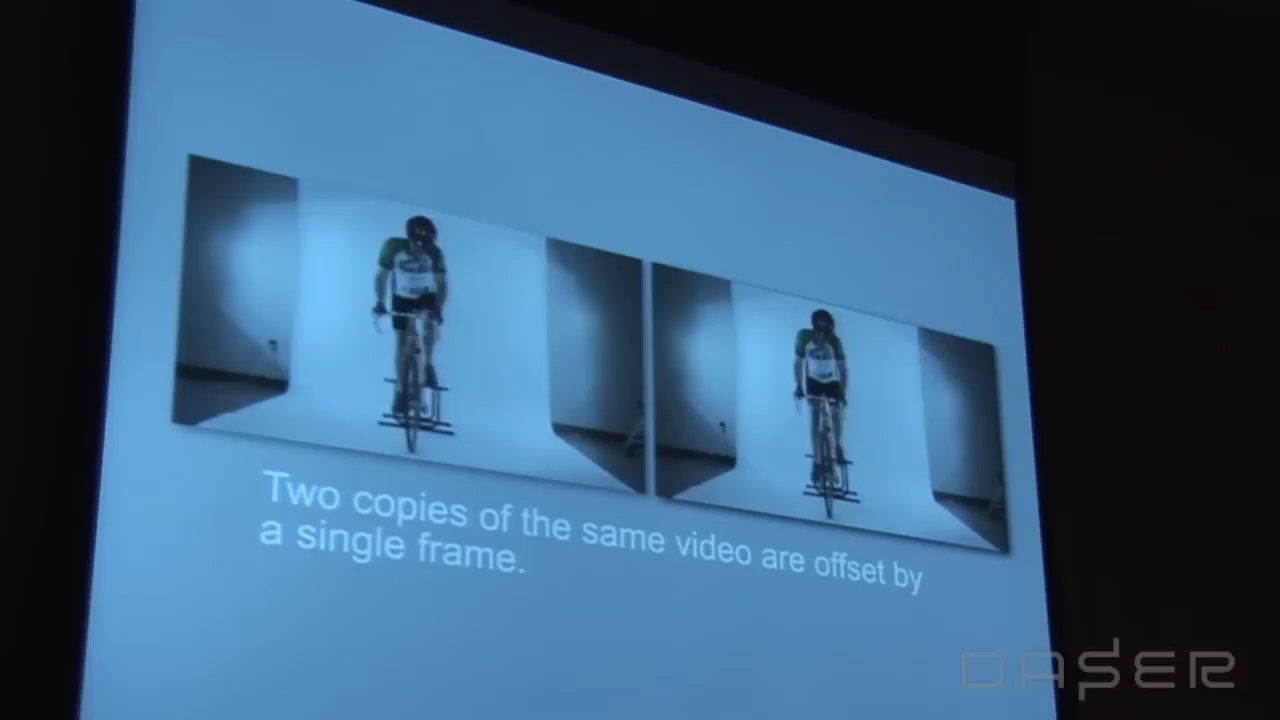 Two copies of the same video are offset by
a single frame.
DASER